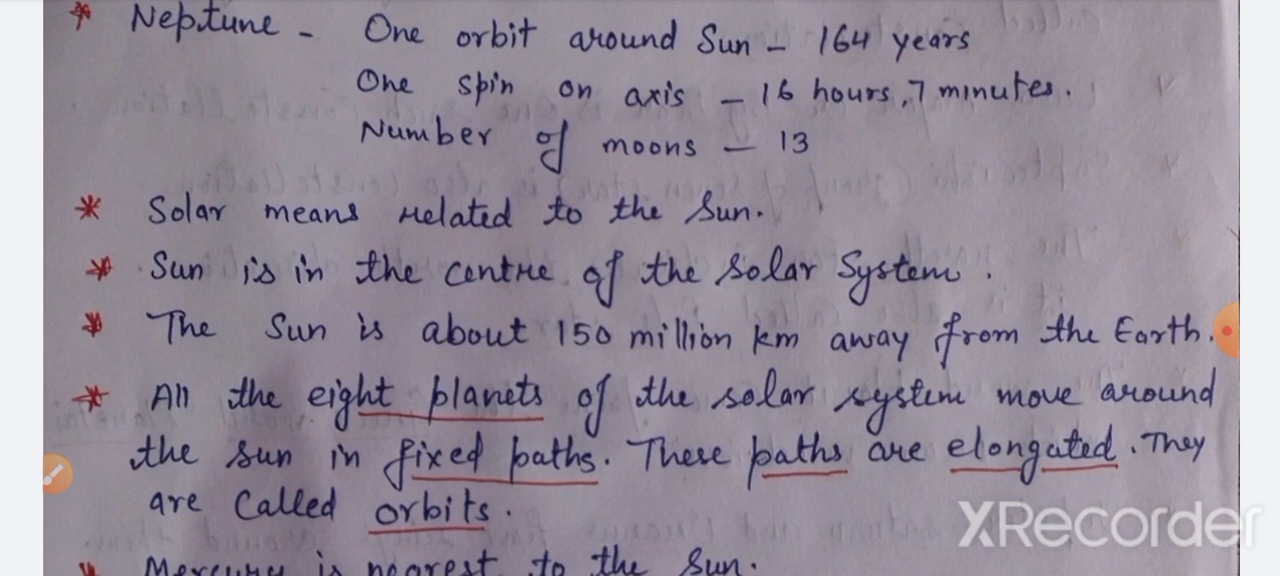 * Neptune - One orbit around Sun - 164 years
One spin on axis - 16 hours, 7 minutes.
Number of moons - 13
* Solar means related to the Sun.
* Sun is in the centre of the Solar System.
* The Sun is about 150 million km away from the Earth.
* All the eight planets of the solar system move around
the sun in fixed paths. These paths are elongated. They
are called orbits.
* Mercury is nearest to the Sun.
XRecorder